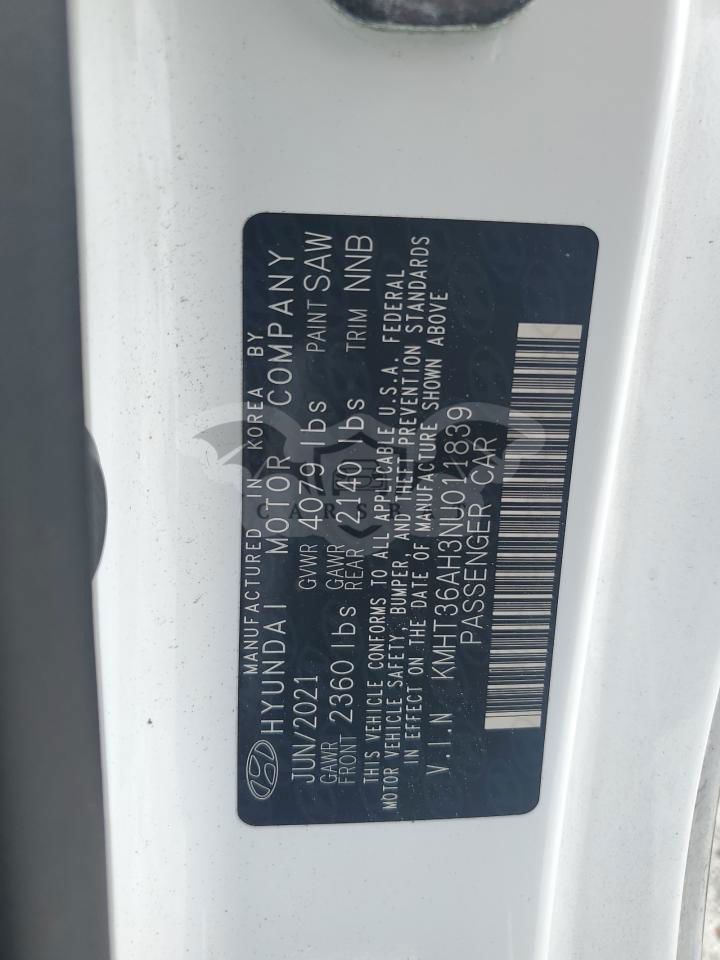 MANUFACTURED IN KOREA BY
HYUNDAI MOTOR COMPANY
JUN/2021 GVWR 4079 lbs PAINT SAW
GAWR FRONT 2360 lbs GAWR REAR 2140 lbs TRIM NNB
THIS VEHICLE CONFORMS TO ALL APPLICABLE U.S.A. FEDERAL
MOTOR VEHICLE SAFETY, BUMPER AND THEFT PREVENTION STANDARDS
IN EFFECT ON THE DATE OF MANUFACTURE SHOWN ABOVE
V.I.N KMHT36AH3NU011839
PASSENGER CAR